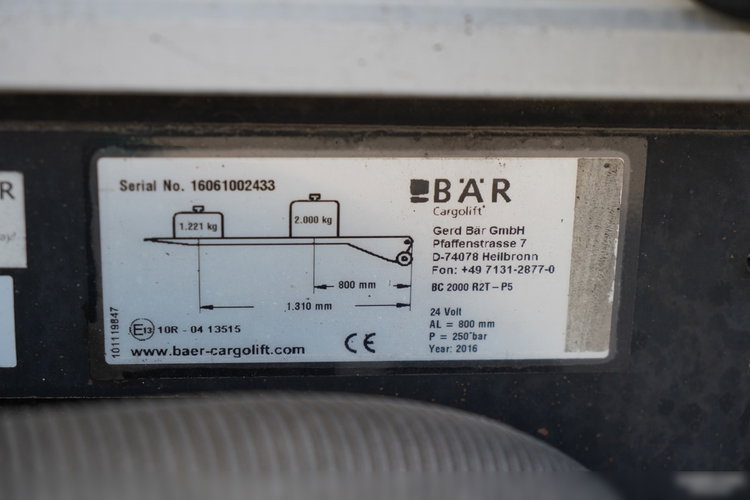 Serial No. 16061002433
BÄR
Cargolift
1.221 kg
2.000 kg
Gerd Bär GmbH
Pfaffenstrasse 7
D-74078 Heilbronn
Fon: +49 7131-2877-0
BC 2000 R2T – P5
800 mm
1.310 mm
24 Volt
AL = 800 mm
P = 250 bar
Year: 2016
E13 10R - 04 13515
www.baer-cargolift.com
CE
101119847
R